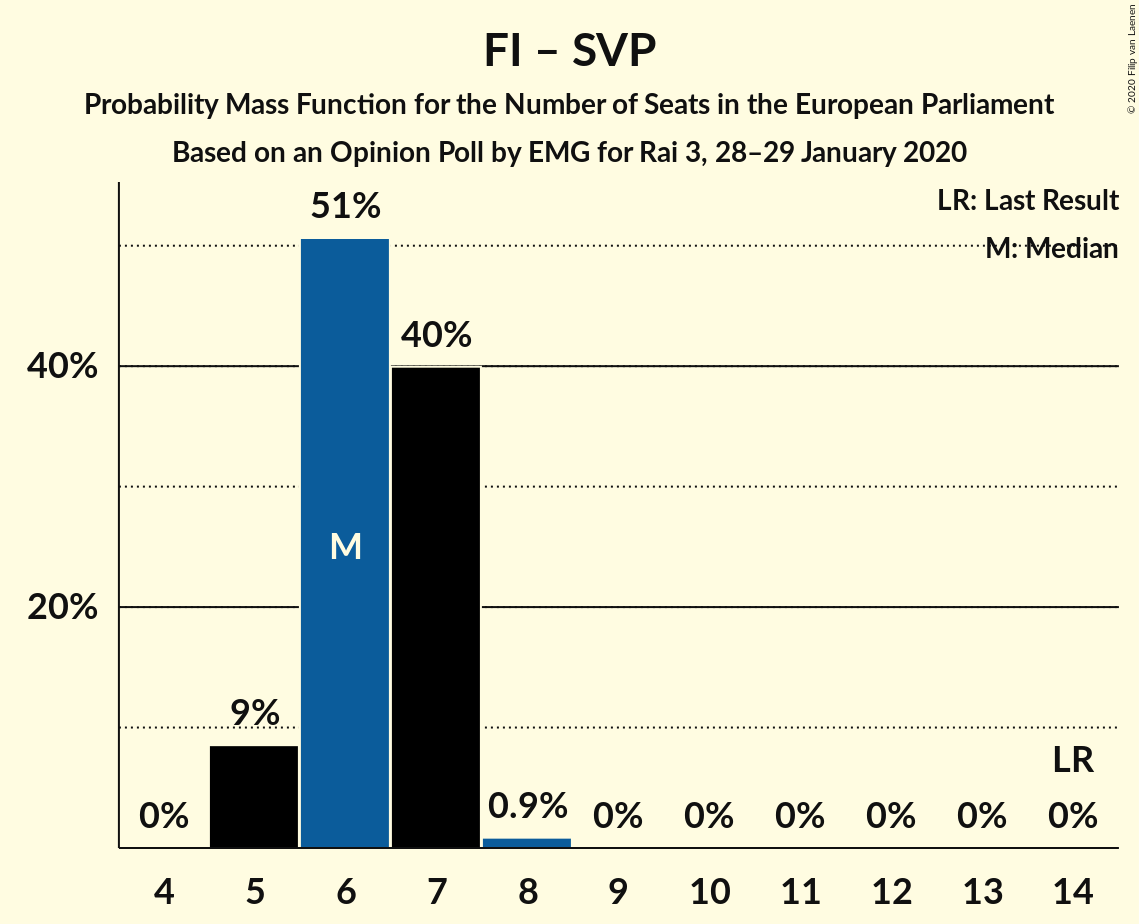 FI – SVP
Probability Mass Function for the Number of Seats in the European Parliament
Based on an Opinion Poll by EMG for Rai 3, 28–29 January 2020
© 2020 Filip van Laenen
LR: Last Result
M: Median
51%
40%
40%
M
20%
9%
LR
0%
0.9%
0%
0%
0%
0%
0%
0%
4 5 6 7 8 9 10 11 12 13 14